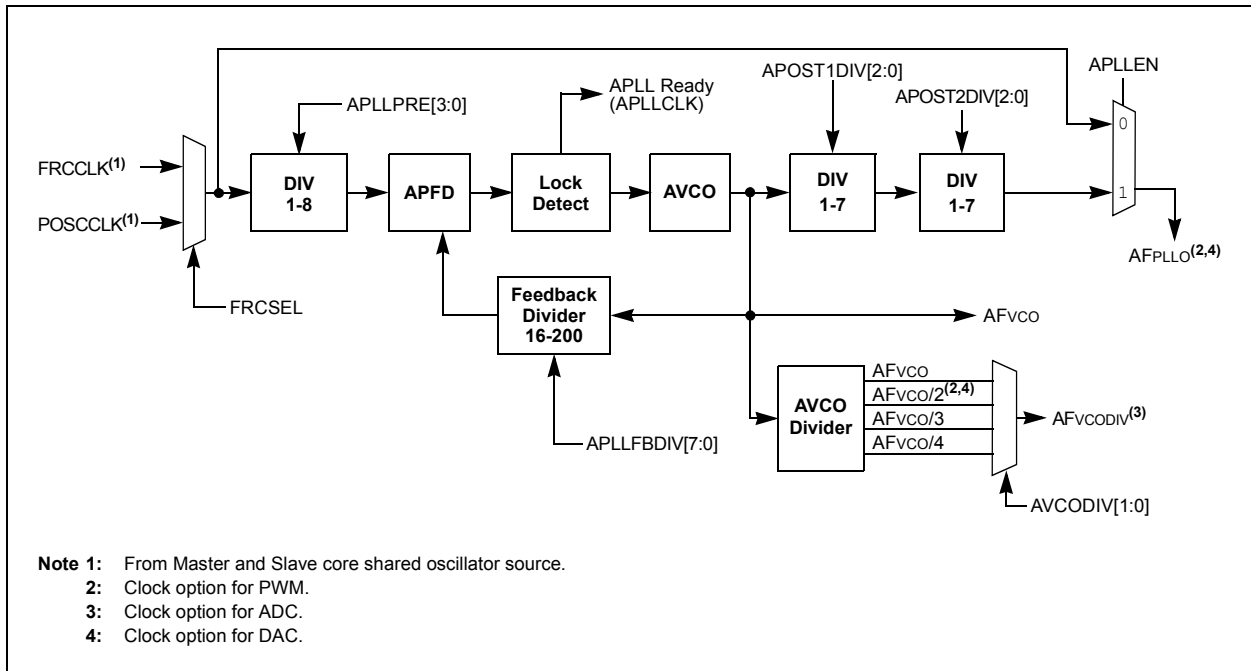 APLLEN
APOST1DIV[2:0]
APLL Ready
(APLLCLK)
APLLPRE[3:0]
APOST2DIV[2:0]
0
FRCCLK(1)
DIV
1-8
APFD
Lock
Detect
AVCO
DIV
1-7
DIV
1-7
1
POSCCLK(1)
AFPLLO(2,4)
FRCSEL
Feedback
Divider
16-200
AFVCO
AFVCO
AFVCO/2(2,4)
AVCO
Divider
AFVCODIV(3)
AFVCO/3
AFVCO/4
APLLFBDIV[7:0]
AVCODIV[1:0]
Note 1: From Master and Slave core shared oscillator source.
2: Clock option for PWM.
3: Clock option for ADC.
4: Clock option for DAC.